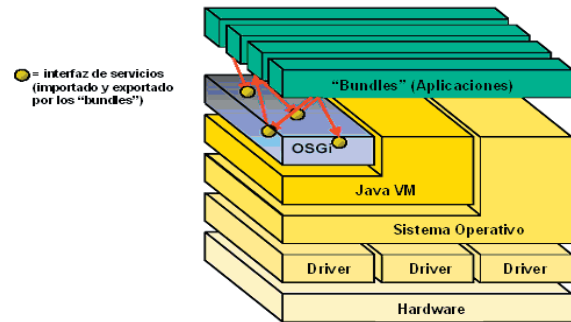 = interfaz de servicios
(importado y exportado
por los "bundles")
"Bundles" (Aplicaciones)
OSGi
Java VM
Sistema Operativo
Driver Driver Driver
Hardware